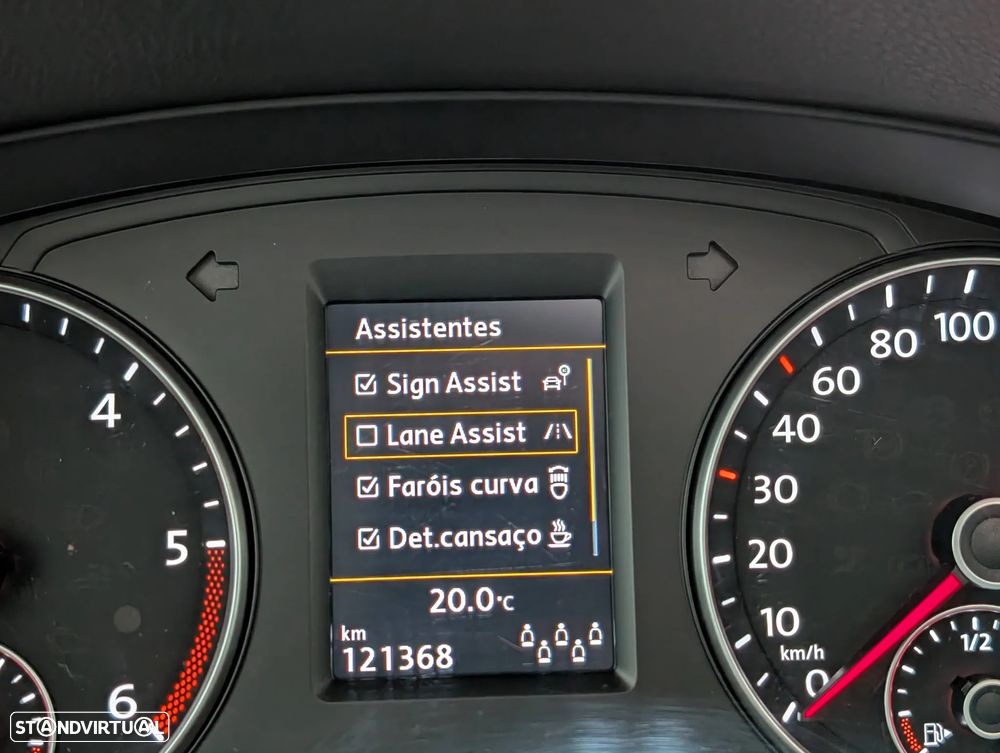 Assistentes
Sign Assist
Lane Assist
Faróis curva
Det.cansaço
20.0°C
km
121368
4
5
6
100
80
60
40
30
20
10
km/h
0
1/2
STANDVIRTUAL